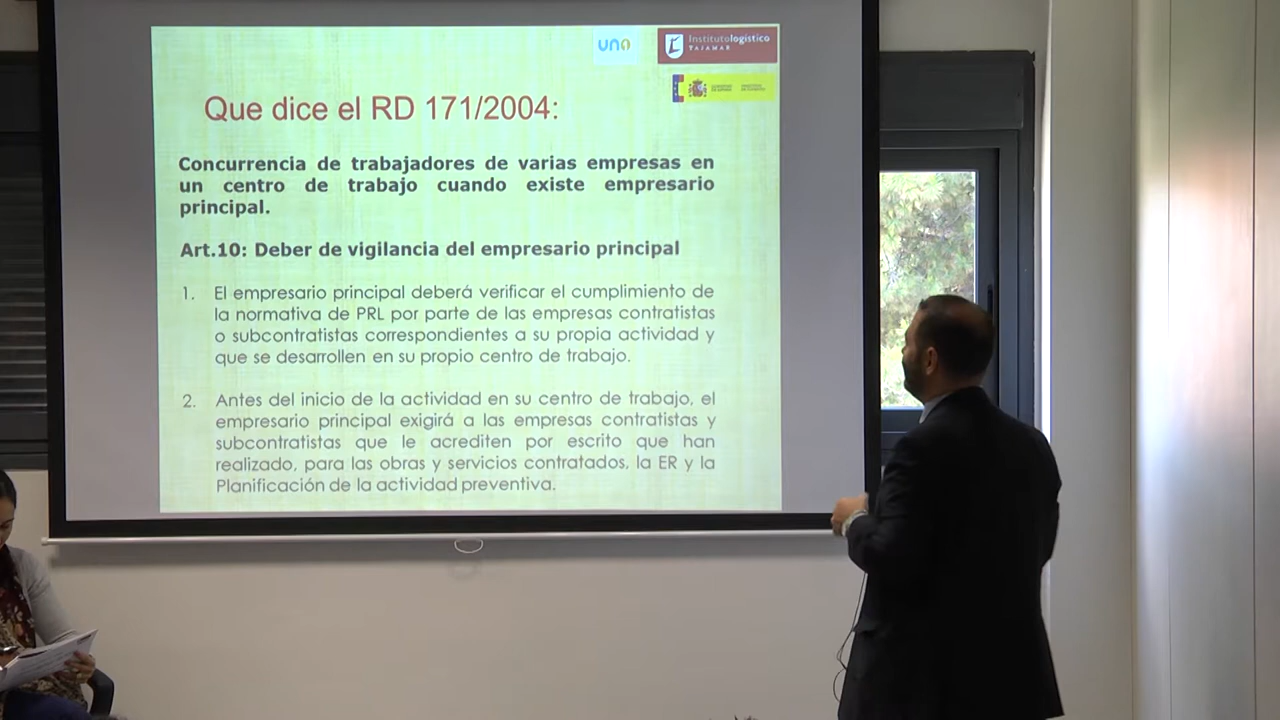 uno
Institutologístico
TAJAMAR
Que dice el RD 171/2004:
Concurrencia de trabajadores de varias empresas en
un centro de trabajo cuando existe empresario
principal.
Art.10: Deber de vigilancia del empresario principal
1. El empresario principal deberá verificar el cumplimiento de
la normativa de PRL por parte de las empresas contratistas
o subcontratistas correspondientes a su propia actividad y
que se desarrollen en su propio centro de trabajo.
2. Antes del inicio de la actividad en su centro de trabajo, el
empresario principal exigirá a las empresas contratistas y
subcontratistas que le acrediten por escrito que han
realizado, para las obras y servicios contratados, la ER y la
Planificación de la actividad preventiva.